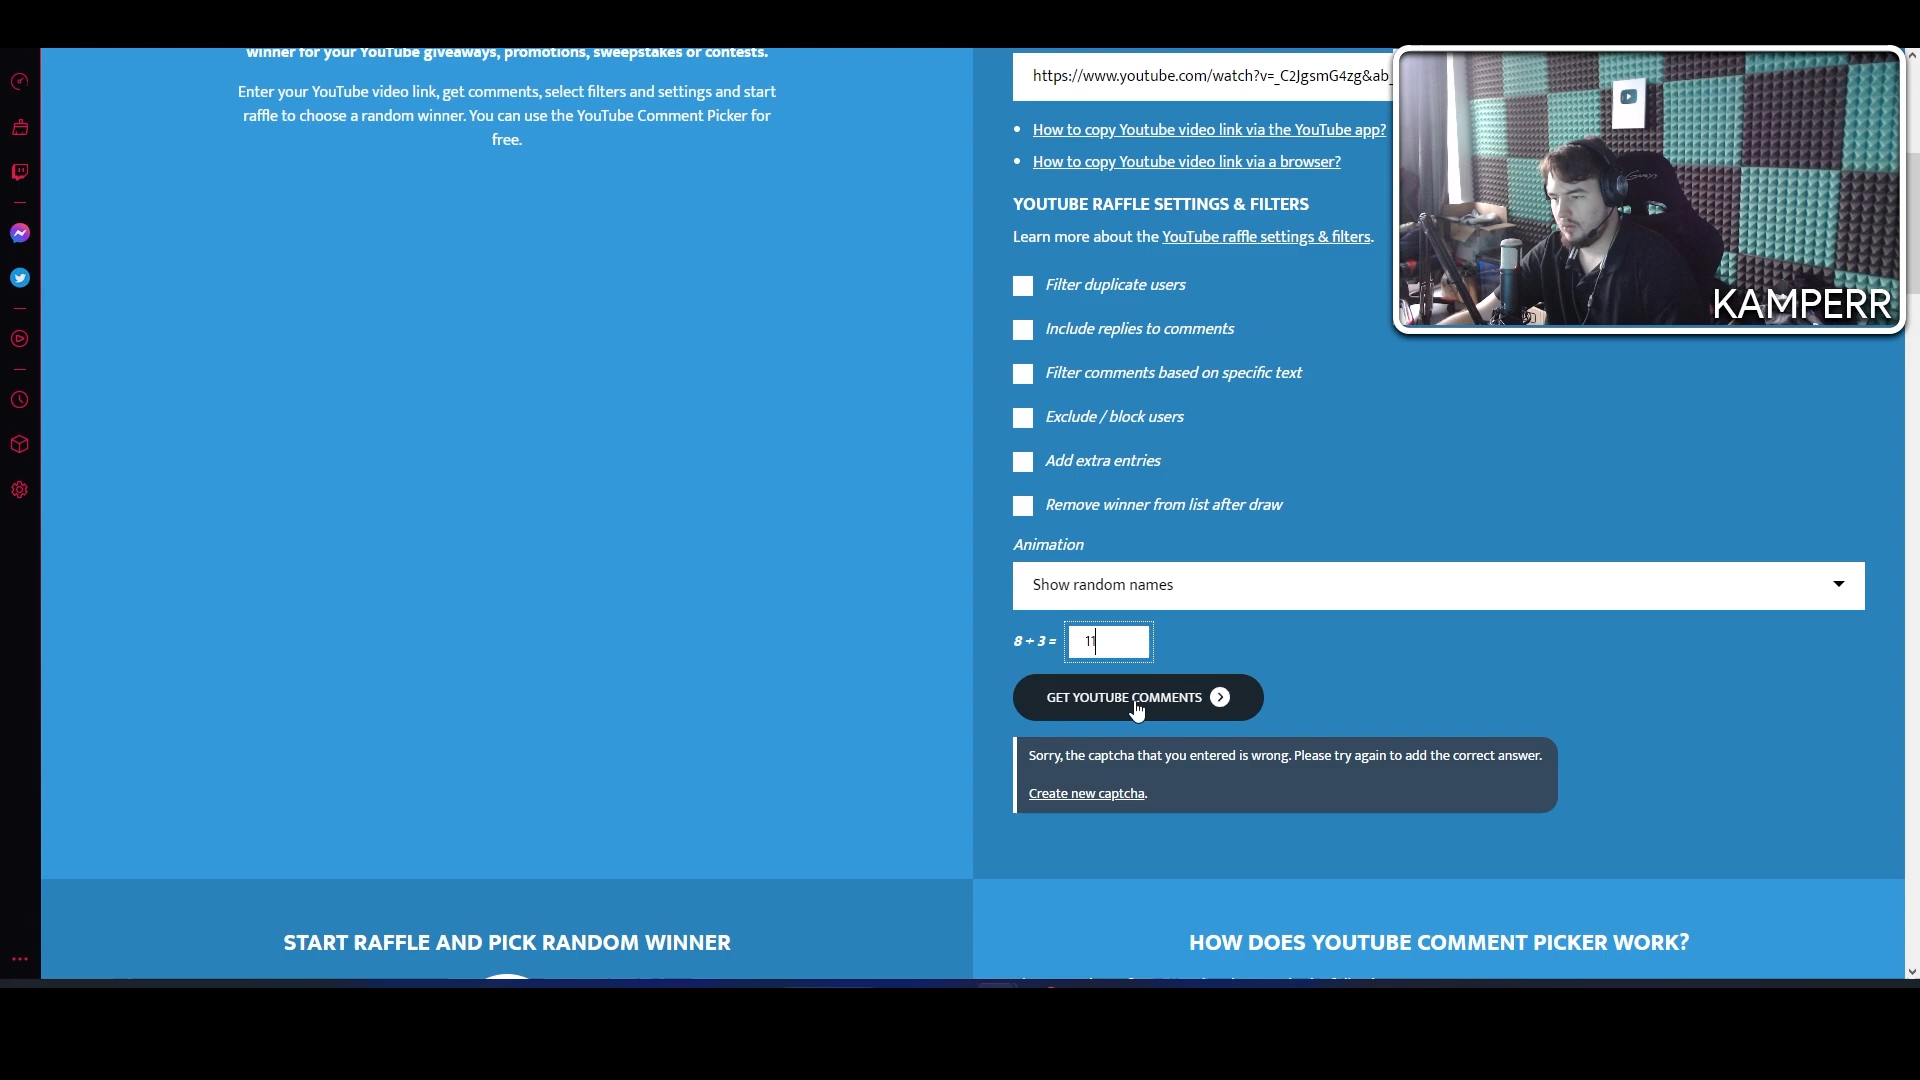 winner for your YouTube giveaways, promotions, sweepstakes or contests.
Enter your YouTube video link, get comments, select filters and settings and start
raffle to choose a random winner. You can use the YouTube Comment Picker for
free.
https://www.youtube.com/watch?v=_C2JgsmG4zg&ab_
How to copy Youtube video link via the YouTube app?
How to copy Youtube video link via a browser?
YOUTUBE RAFFLE SETTINGS & FILTERS
Learn more about the YouTube raffle settings & filters.
Filter duplicate users
Include replies to comments
Filter comments based on specific text
Exclude / block users
Add extra entries
Remove winner from list after draw
Animation
Show random names
8 + 3 = 11
GET YOUTUBE COMMENTS
Sorry, the captcha that you entered is wrong. Please try again to add the correct answer.
Create new captcha.
KAMPERR
START RAFFLE AND PICK RANDOM WINNER
HOW DOES YOUTUBE COMMENT PICKER WORK?